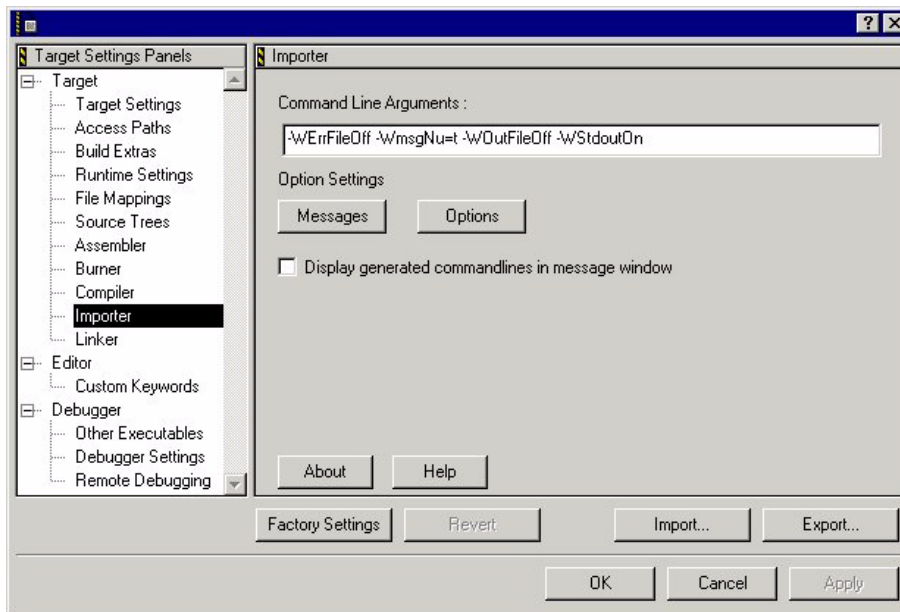 Target Settings Panels
Target
Target Settings
Access Paths
Build Extras
Runtime Settings
File Mappings
Source Trees
Assembler
Burner
Compiler
Importer
Linker
Editor
Custom Keywords
Debugger
Other Executables
Debugger Settings
Remote Debugging
Importer
Command Line Arguments :
-WErrFileOff -WmsgNu=t -WOutFileOff -WStdoutOn
Option Settings
Messages Options
Display generated commandlines in message window
About Help
Factory Settings Revert Import... Export...
OK Cancel Apply